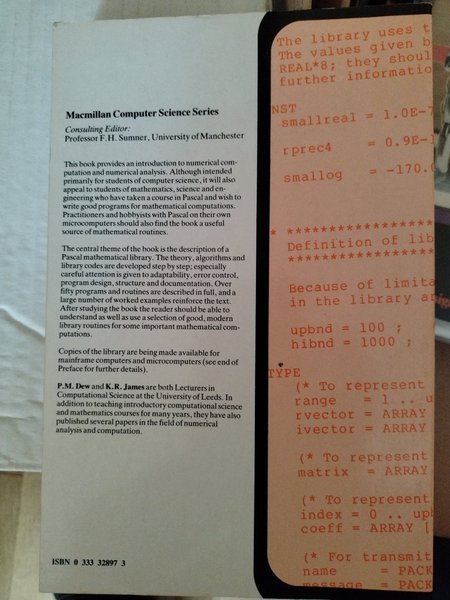 Macmillan Computer Science Series
Consulting Editor:
Professor F.H. Sumner, University of Manchester
This book provides an introduction to numerical com-
putation and numerical analysis. Although intended
primarily for students of computer science, it will also
appeal to students of mathematics, science and en-
gineering who have taken a course in Pascal and wish to
write good programs for mathematical computations.
Practitioners and hobbyists with Pascal on their own
microcomputers should also find the book a useful
source of mathematical routines.
The central theme of the book is the description of a
Pascal mathematical library. The theory, algorithms and
library codes are developed step by step; especially
careful attention is given to adaptability, error control,
program design, structure and documentation. Over
fifty programs and routines are described in full, and a
large number of worked examples reinforce the text.
After studying the book the reader should be able to
understand as well as use a selection of good, modern
library routines for some important mathematical com-
putations.
Copies of the library are being made available for
mainframe computers and microcomputers (see end of
Preface for further details).
P.M. Dew and K.R. James are both Lecturers in
Computational Science at the University of Leeds. In
addition to teaching introductory computational science
and mathematics courses for many years, they have also
published several papers in the field of numerical
analysis and computation.
ISBN 0 333 32897 3
The library uses t
The values given b
REAL*8; they shoul
further informatio
NST
smallreal = 1.0E-7
rprec4 = 0.9E-1
smallog = -170.0
* *****************
Definition of lib
*****************
Because of limita
in the library a
upbnd = 100 ;
hibnd = 1000 ;
TYPE
(* To represent
range = 1 .. u
rvector = ARRAY
ivector = ARRAY
(* To represent
matrix = ARRAY
(* To represent
index = 0 .. upb
coeff = ARRAY [
(* For transmit
name = PACK
message = PACK